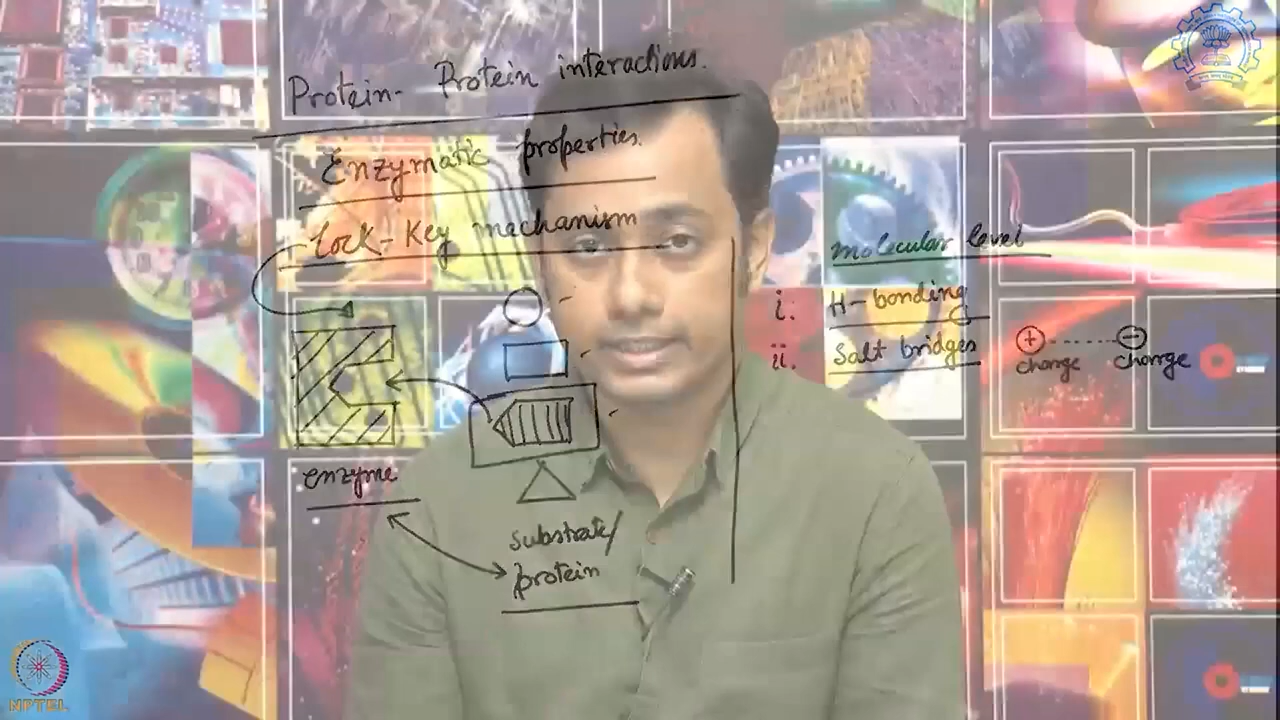 Protein- Protein interactions.
Enzymatic properties.
Lock-Key mechanism
enzyme
substrate/
protein
molecular level
i. H-bonding
ii. Salt bridges
+ -
charge charge
NPTEL